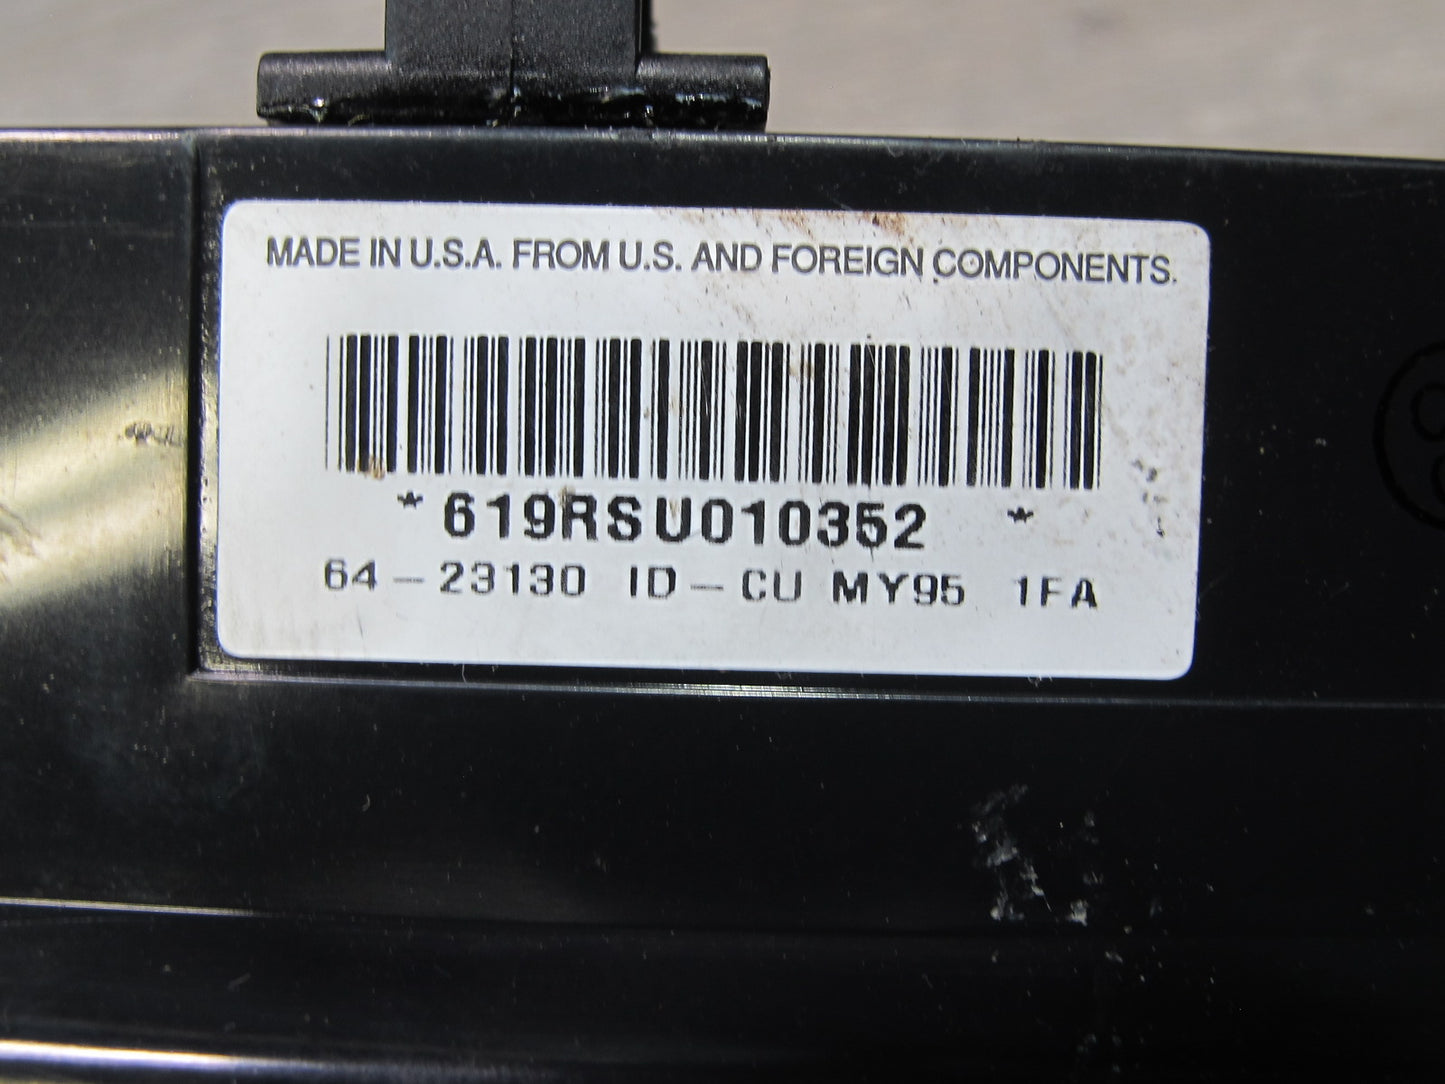 MADE IN U.S.A. FROM U.S. AND FOREIGN COMPONENTS.
*619RSU010352 *
64-23130 ID-CU MY95 1FA